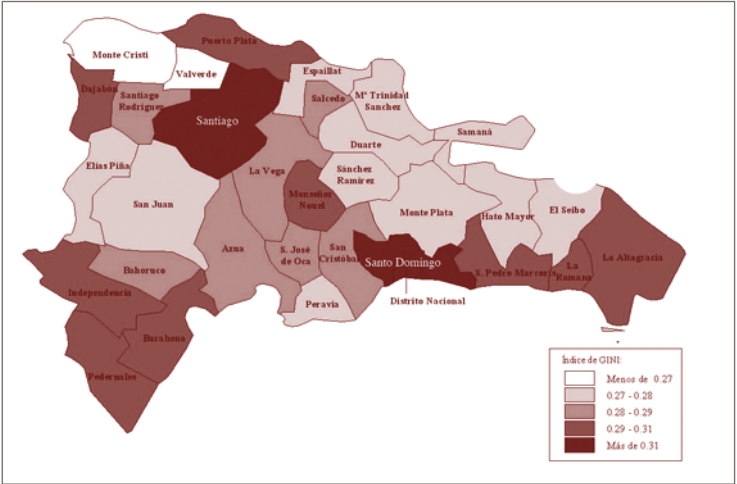 Puerto Plata
Monte Cristi
Valverde
Espaillat
Dajabón
Santiago
Rodríguez
Salcedo
Mª Trinidad
Sanchez
Santiago
Samaná
Duarte
Elías Piña
La Vega
Sánchez
Ramírez
San Juan
Monseñor
Nouel
Monte Plata
Hato Mayor
El Seibo
Azua
S. José
de Oca
San
Cristóbal
Santo Domingo
La Altagracia
Bahoruco
S. Pedro Marcoris
La
Romana
Independencia
Peravia
Distrito Nacional
Barahona
Pedernales
Índice de GINI:
Menos de 0.27
0.27 - 0.28
0.28 - 0.29
0.29 - 0.31
Más de 0.31